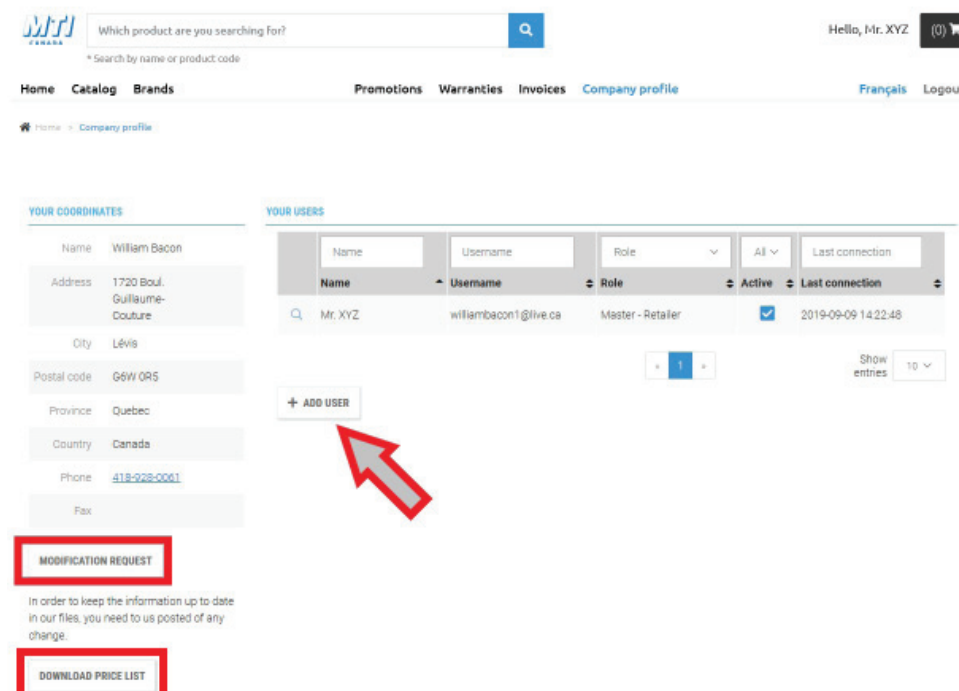 MTI
CANADA
Which product are you searching for?
* Search by name or product code
Hello, Mr. XYZ
(0)
Home Catalog Brands Promotions Warranties Invoices Company profile Français Logou
Home » Company profile
YOUR COORDINATES
Name William Bacon
Address 1720 Boul.
Guillaume-
Couture
City Lévis
Postal code G6W 0R5
Province Quebec
Country Canada
Phone 418-928-0061
Fax
MODIFICATION REQUEST
In order to keep the information up to date
in our files, you need to us posted of any
change.
DOWNLOAD PRICE LIST
YOUR USERS
Name Username Role All Last connection
Name Username Role Active Last connection
Mr. XYZ williambacon1@live.ca Master - Retailer 2019-09-09 14:22:48
« 1 »
Show
entries 10
+ ADD USER